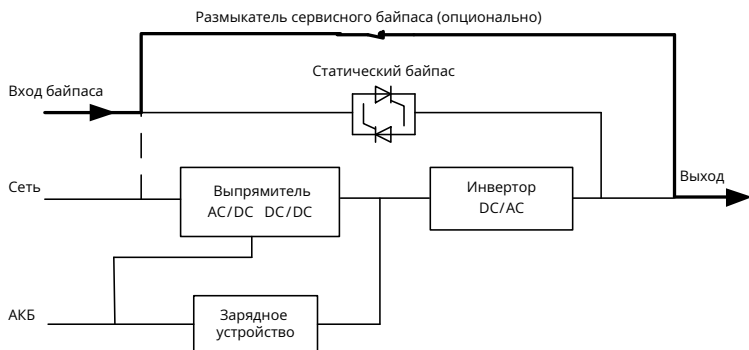 Размыкатель сервисного байпаса (опционально)
Статический байпас
Вход байпаса
Сеть
Выпрямитель
AC/DC DC/DC
Инвертор
DC/AC
Выход
АКБ
Зарядное
устройство